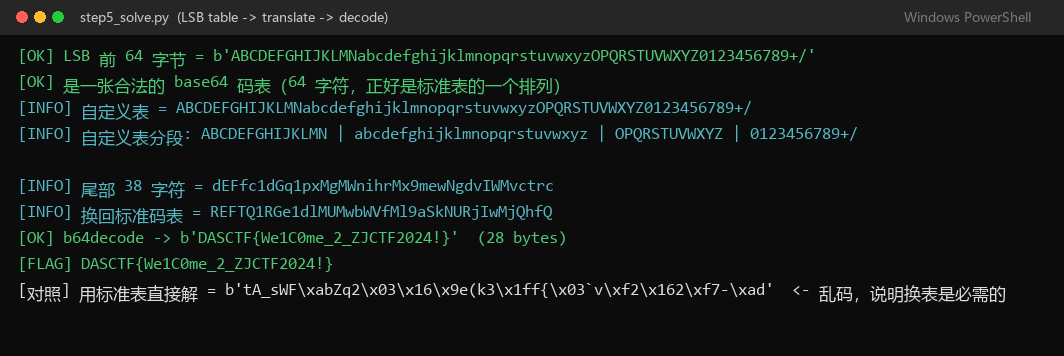 step5_solve.py (LSB table -> translate -> decode)
Windows PowerShell
[OK] LSB 前 64 字节 = b'ABCDEFGHIJKLMNabcdefghijklmnopqrstuvwxyzOPQRSTUVWXYZ0123456789+/'
[OK] 是一张合法的 base64 码表（64 字符，正好是标准表的一个排列）
[INFO] 自定义表 = ABCDEFGHIJKLMNabcdefghijklmnopqrstuvwxyzOPQRSTUVWXYZ0123456789+/
[INFO] 自定义表分段: ABCDEFGHIJKLMN | abcdefghijklmnopqrstuvwxyz | OPQRSTUVWXYZ | 0123456789+/
[INFO] 尾部 38 字符 = dEFfc1dGq1pxMgMWnihrMx9mewNgdvIWMvctrc
[INFO] 换回标准码表 = REFTQ1RGe1dlMUMwbWVfMl9aSkNURjIwMjQhfQ
[OK] b64decode -> b'DASCTF{We1C0me_2_ZJCTF2024!}' (28 bytes)
[FLAG] DASCTF{We1C0me_2_ZJCTF2024!}
[对照] 用标准表直接解 = b'tA_sWF\xabZq2\x03\x16\x9e(k3\x1ff{\x03`v\xf2\x162\xf7-\xad' <- 乱码，说明换表是必需的